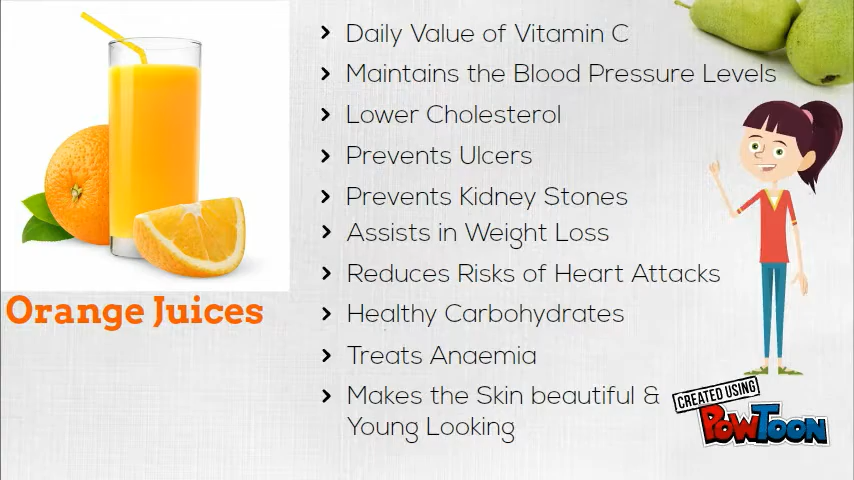 Daily Value of Vitamin C
Maintains the Blood Pressure Levels
Lower Cholesterol
Prevents Ulcers
Prevents Kidney Stones
Assists in Weight Loss
Reduces Risks of Heart Attacks
Orange Juices
Healthy Carbohydrates
Treats Anaemia
Makes the Skin beautiful &
Young Looking
CREATED USING
POWTOON